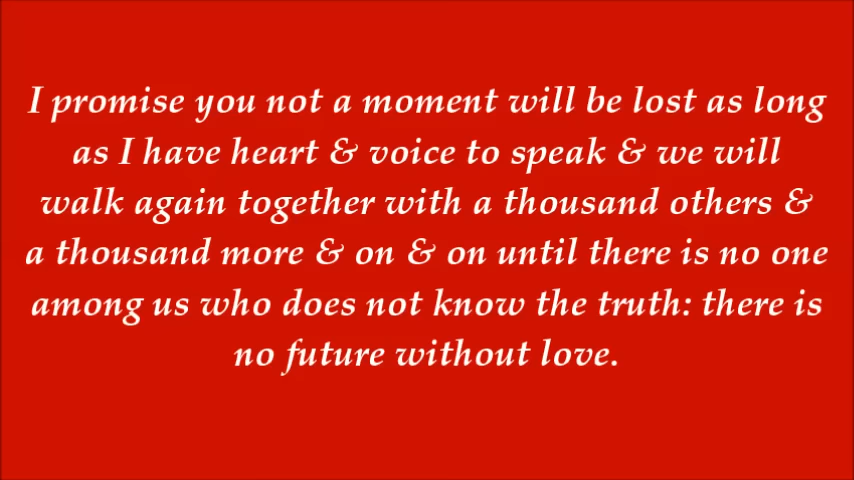 I promise you not a moment will be lost as long
as I have heart & voice to speak & we will
walk again together with a thousand others &
a thousand more & on & on until there is no one
among us who does not know the truth: there is
no future without love.